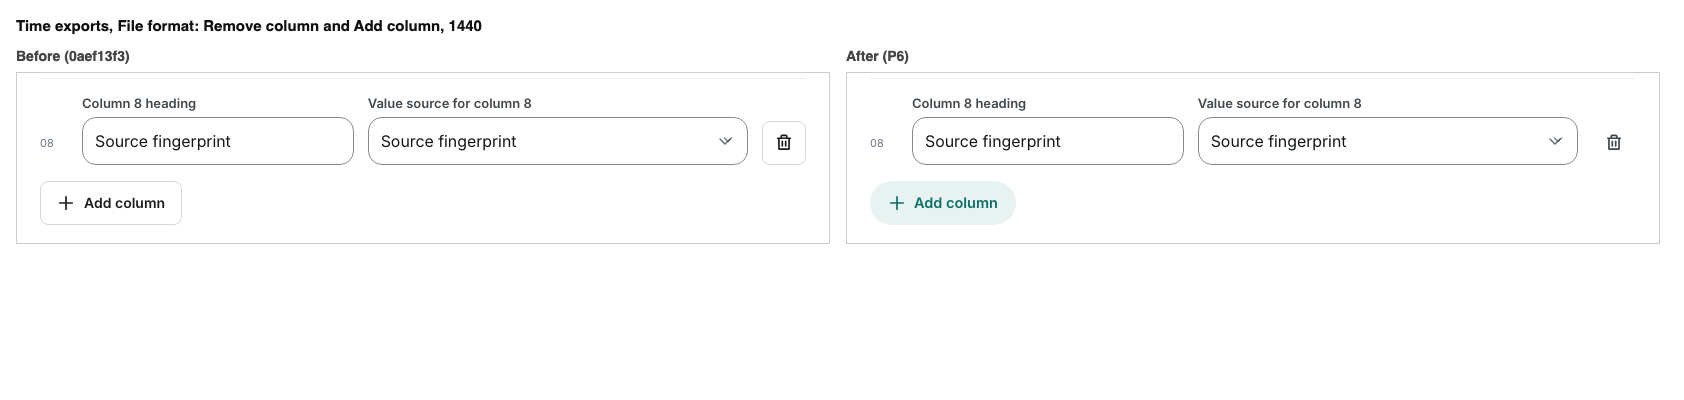 Time exports, File format: Remove column and Add column, 1440
Before (0aef13f3)
Column 8 heading
Value source for column 8
08
Source fingerprint
Source fingerprint
Add column
After (P6)
Column 8 heading
Value source for column 8
08
Source fingerprint
Source fingerprint
Add column